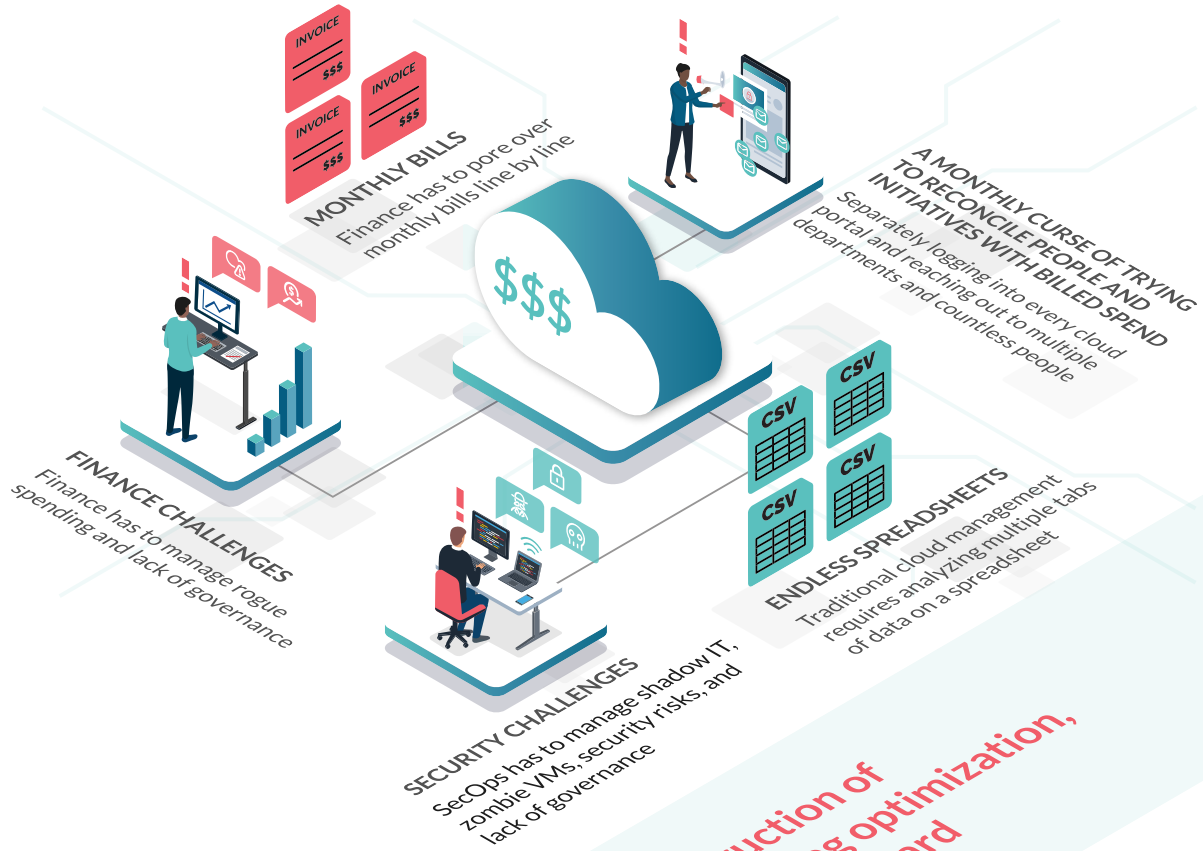 INVOICE
$$$
INVOICE
$$$
INVOICE
$$$
MONTHLY BILLS
Finance has to pore over
monthly bills line by line
A MONTHLY CURSE OF TRYING
TO RECONCILE PEOPLE AND
INITIATIVES WITH BILLED SPEND
Separately logging into every cloud
portal and reaching out to multiple
departments and countless people
$$$
FINANCE CHALLENGES
Finance has to manage rogue
spending and lack of governance
CSV
CSV
CSV
CSV
ENDLESS SPREADSHEETS
Traditional cloud management
requires analyzing multiple tabs
of data on a spreadsheet
SECURITY CHALLENGES
SecOps has to manage shadow IT,
zombie VMs, security risks, and
lack of governance
of
optimization,